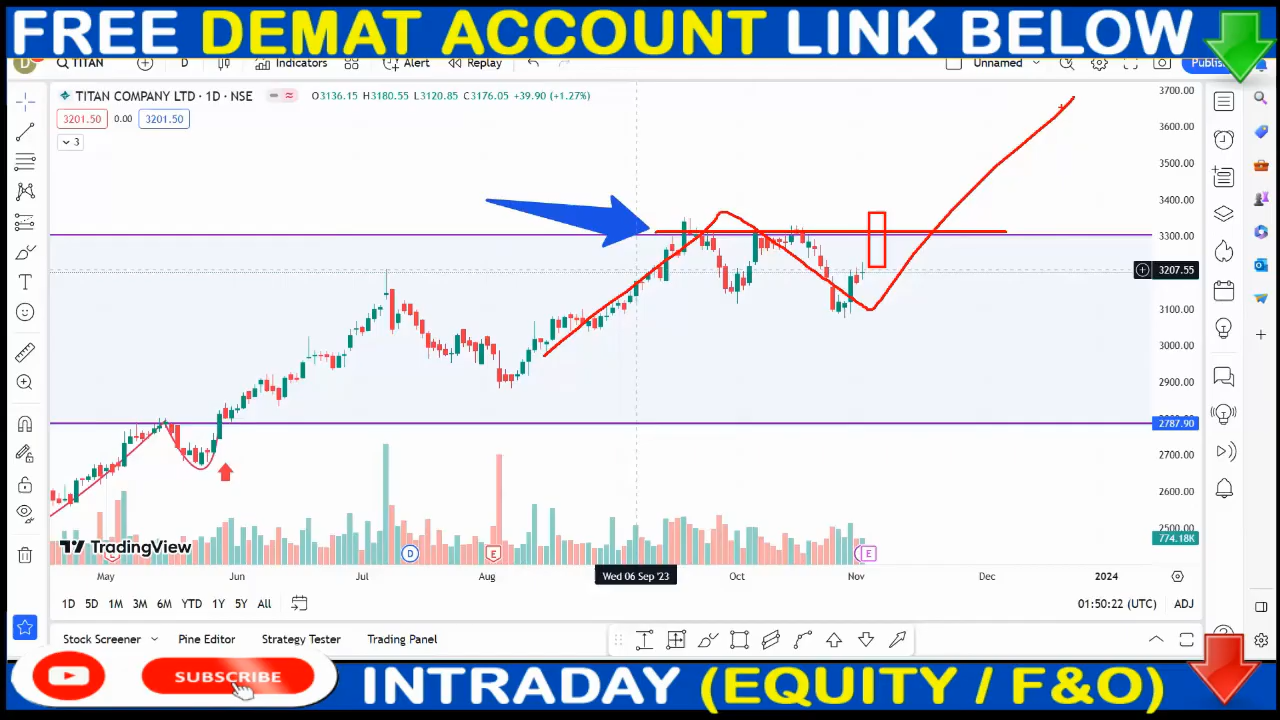 FREE DEMAT ACCOUNT LINK BELOW
D TITAN D Indicators Alert Replay Unnamed Publis
TITAN COMPANY LTD · 1D · NSE O3136.15 H3180.55 L3120.85 C3176.05 +39.90 (+1.27%)
3201.50 0.00 3201.50
3
3700.00
3600.00
3500.00
3400.00
3300.00
3207.55
3100.00
3000.00
2900.00
2787.90
2700.00
2600.00
2500.00
774.18K
TradingView
D E E
May Jun Jul Aug Wed 06 Sep '23 Oct Nov Dec 2024
1D 5D 1M 3M 6M YTD 1Y 5Y All 01:50:22 (UTC) ADJ
Stock Screener Pine Editor Strategy Tester Trading Panel
SUBSCRIBE
INTRADAY (EQUITY / F&O)